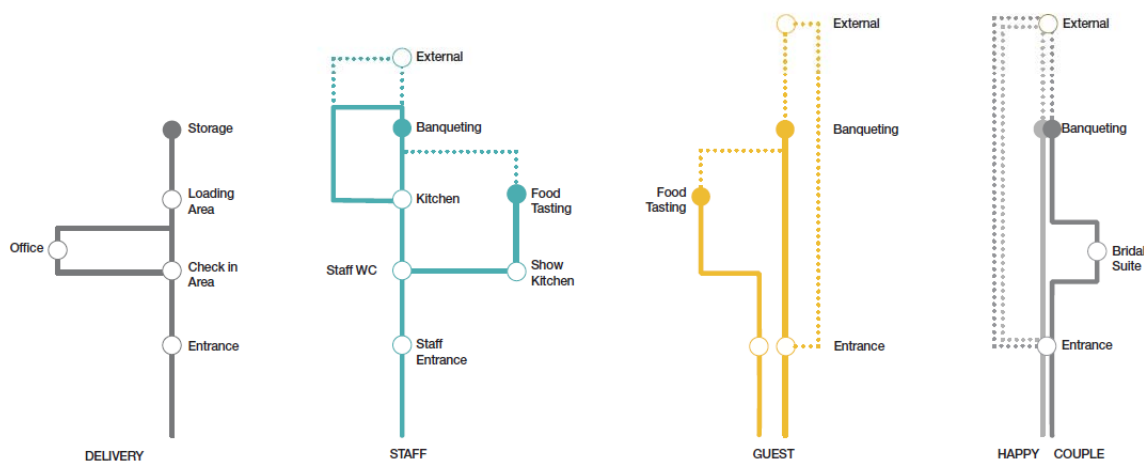 Storage
Loading
Area
Office
Check in
Area
Entrance
DELIVERY
External
Banqueting
Kitchen
Food
Tasting
Staff WC
Show
Kitchen
Staff
Entrance
STAFF
External
Banqueting
Food
Tasting
Entrance
GUEST
External
Banqueting
Bridal
Suite
Entrance
HAPPY COUPLE